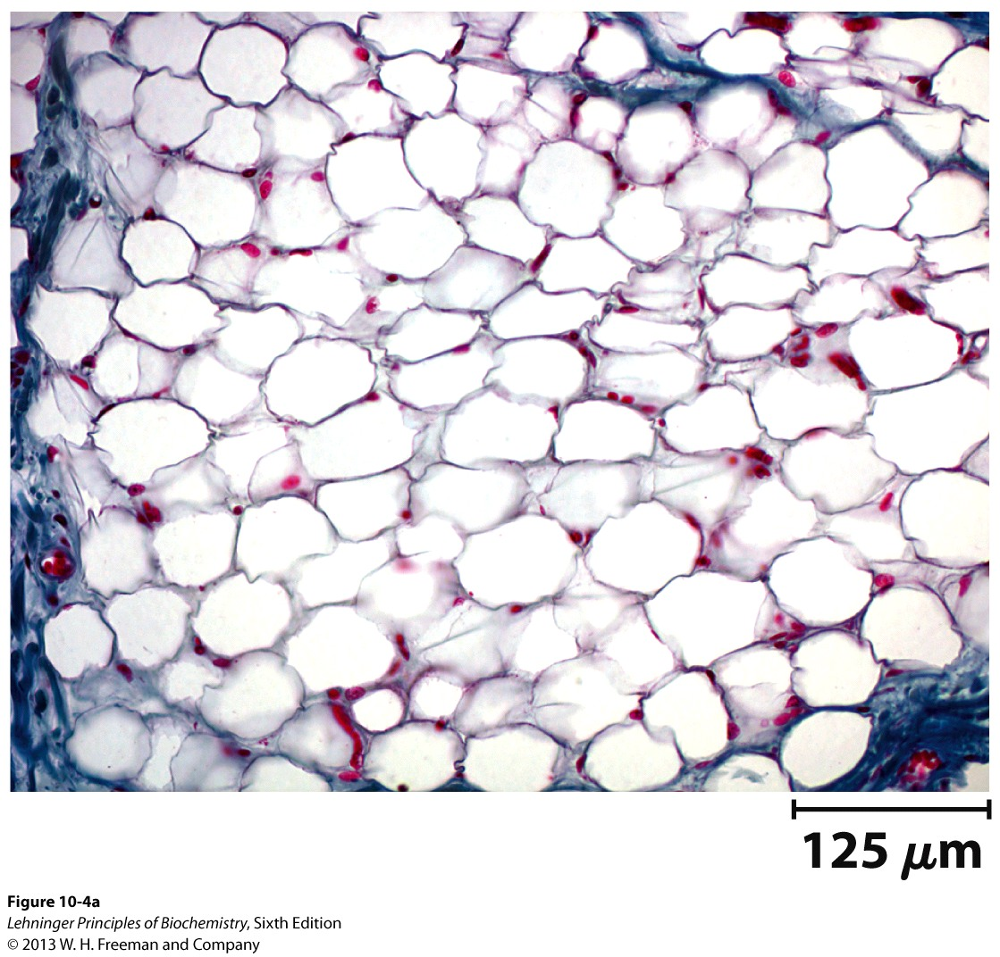 125 μm
Figure 10-4a
Lehninger Principles of Biochemistry, Sixth Edition
© 2013 W. H. Freeman and Company